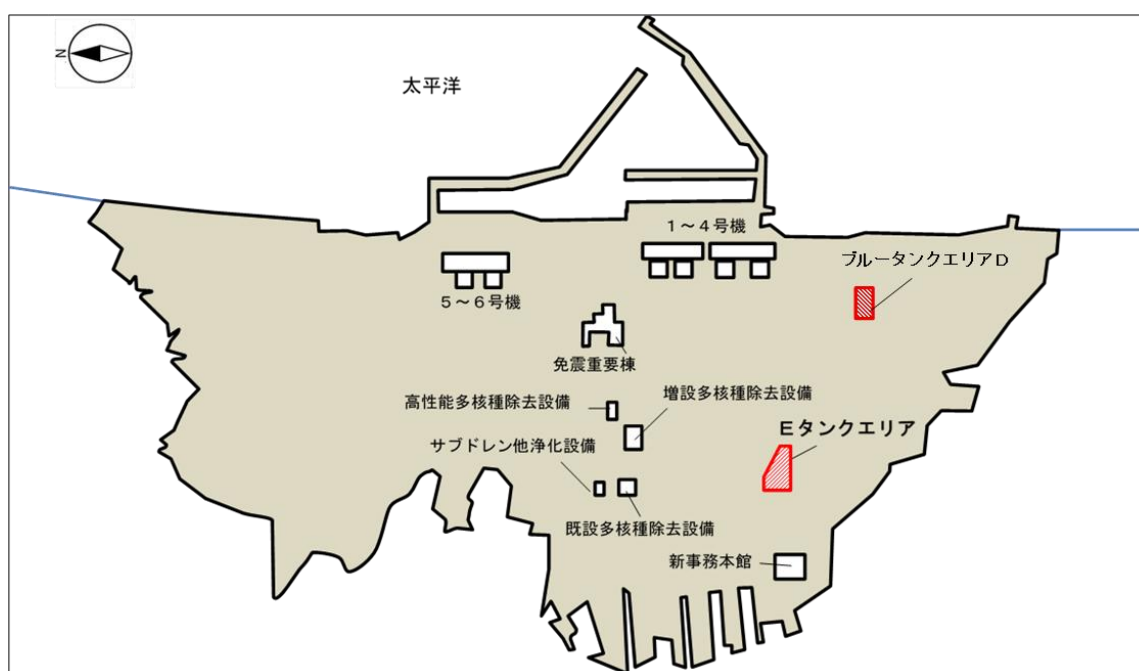 N
太平洋
１～４号機
ブルータンクエリアＤ
５～６号機
免震重要棟
高性能多核種除去設備
増設多核種除去設備
Ｅタンクエリア
サブドレン他浄化設備
既設多核種除去設備
新事務本館